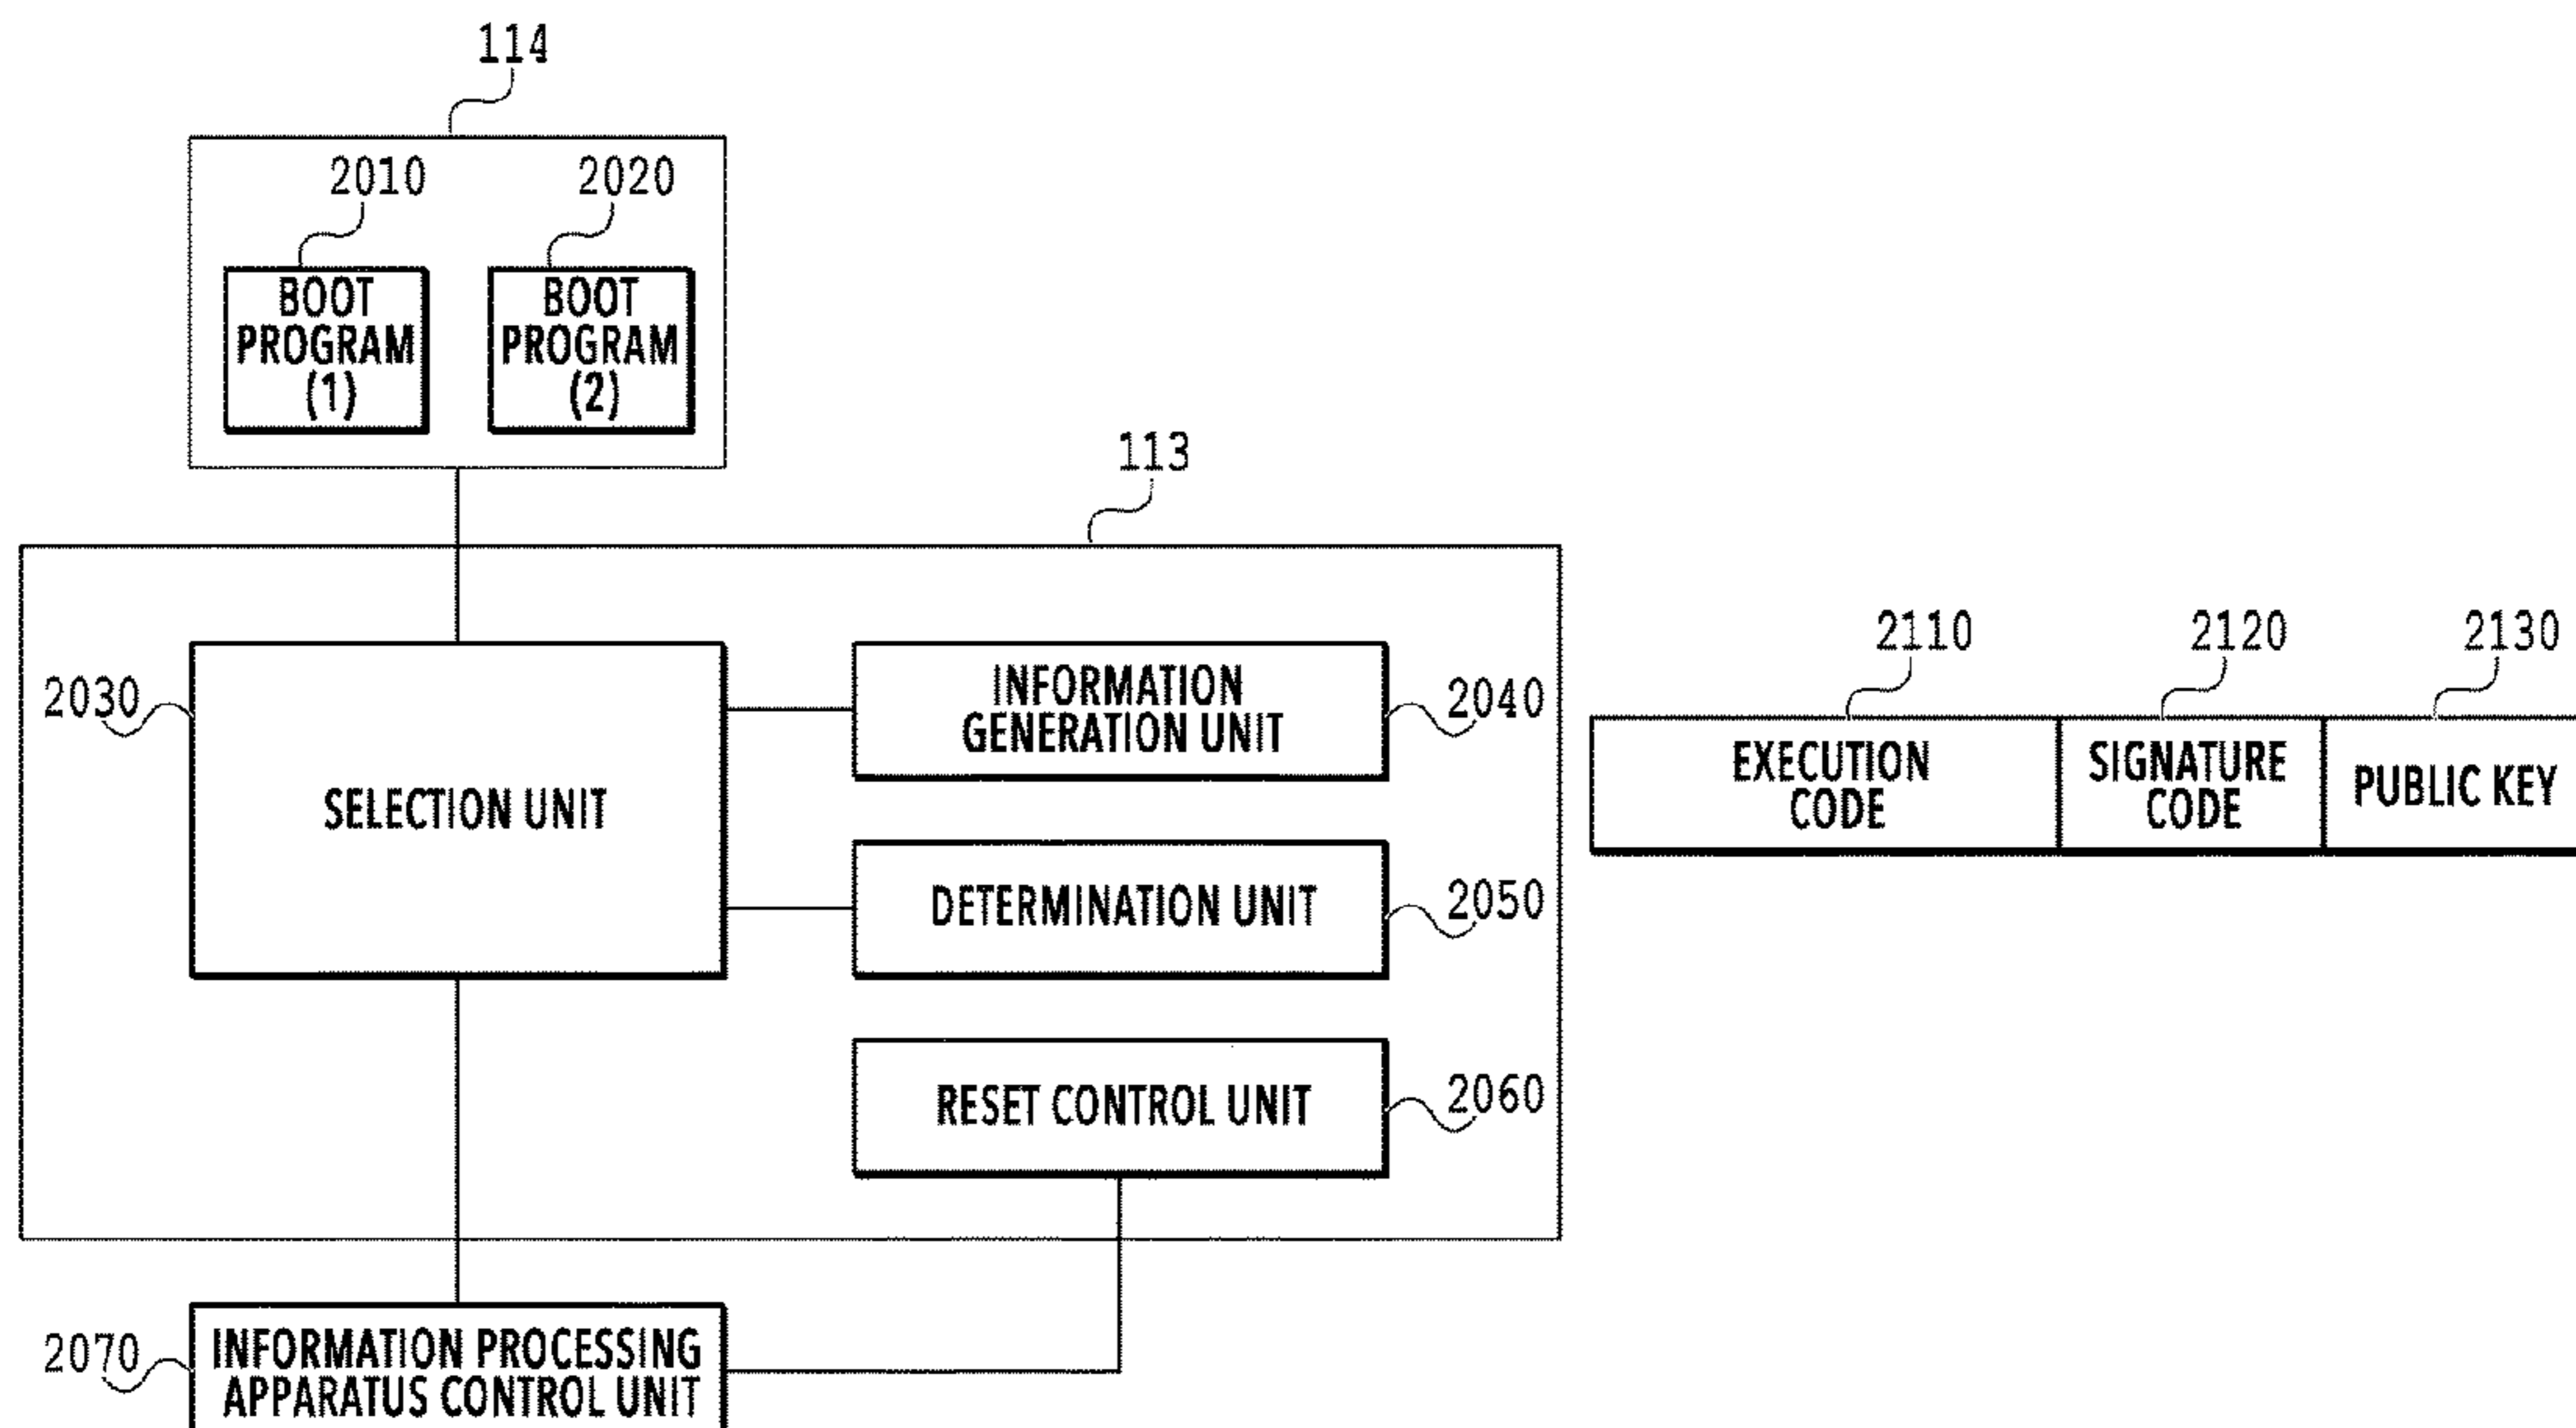 114
2010
2020
BOOT
PROGRAM
(1)
BOOT
PROGRAM
(2)
113
2030
SELECTION UNIT
INFORMATION
GENERATION UNIT
2040
DETERMINATION UNIT
2050
RESET CONTROL UNIT
2060
2070
INFORMATION PROCESSING
APPARATUS CONTROL UNIT
2110
2120
2130
EXECUTION
CODE
SIGNATURE
CODE
PUBLIC KEY